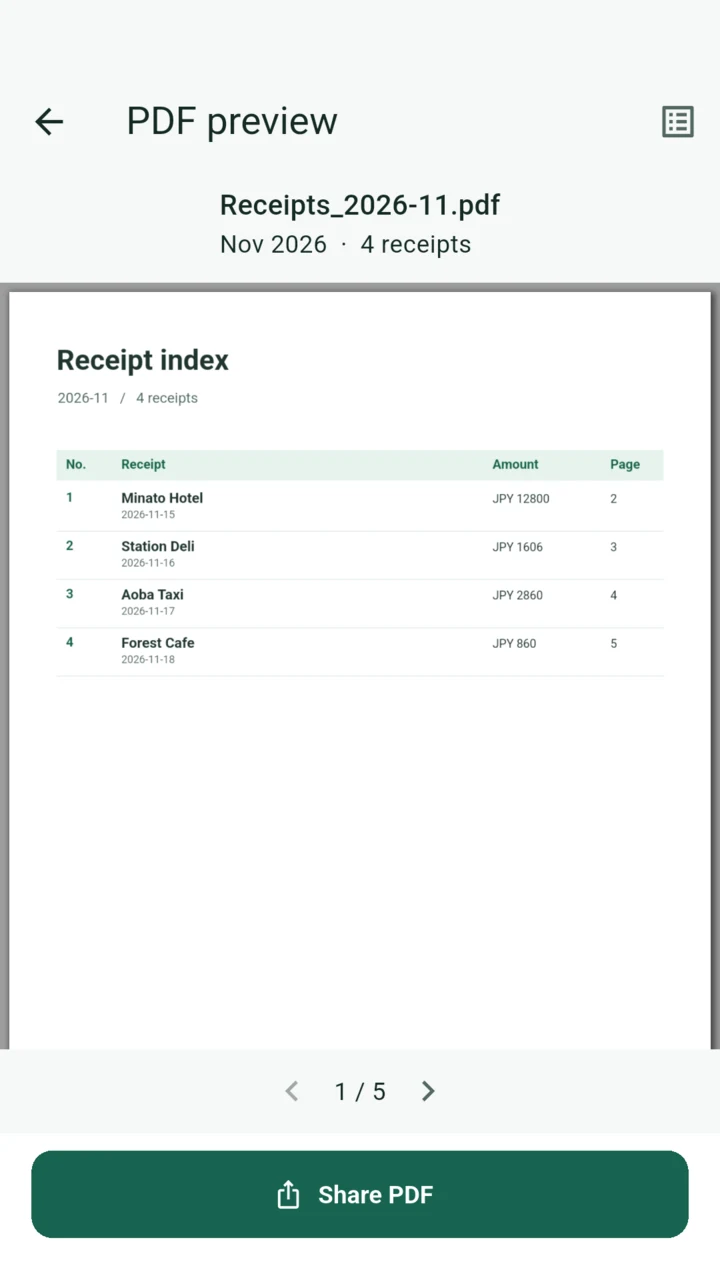 PDF preview
Receipts_2026-11.pdf
Nov 2026 · 4 receipts
Receipt index
2026-11 / 4 receipts
No. Receipt Amount Page
1 Minato Hotel JPY 12800 2
2026-11-15
2 Station Deli JPY 1606 3
2026-11-16
3 Aoba Taxi JPY 2860 4
2026-11-17
4 Forest Cafe JPY 860 5
2026-11-18
1 / 5
Share PDF